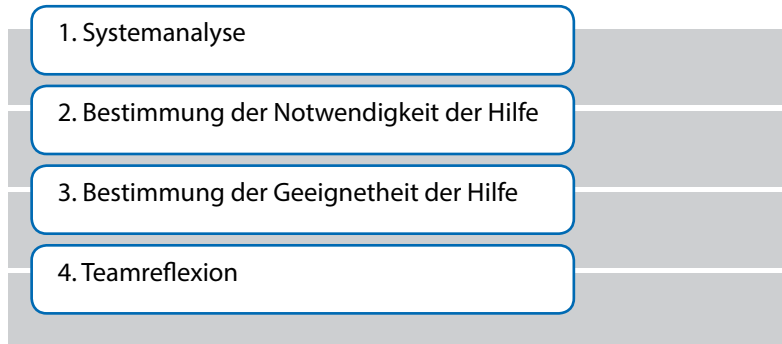 1. Systemanalyse
2. Bestimmung der Notwendigkeit der Hilfe
3. Bestimmung der Geeignetheit der Hilfe
4. Teamreflexion